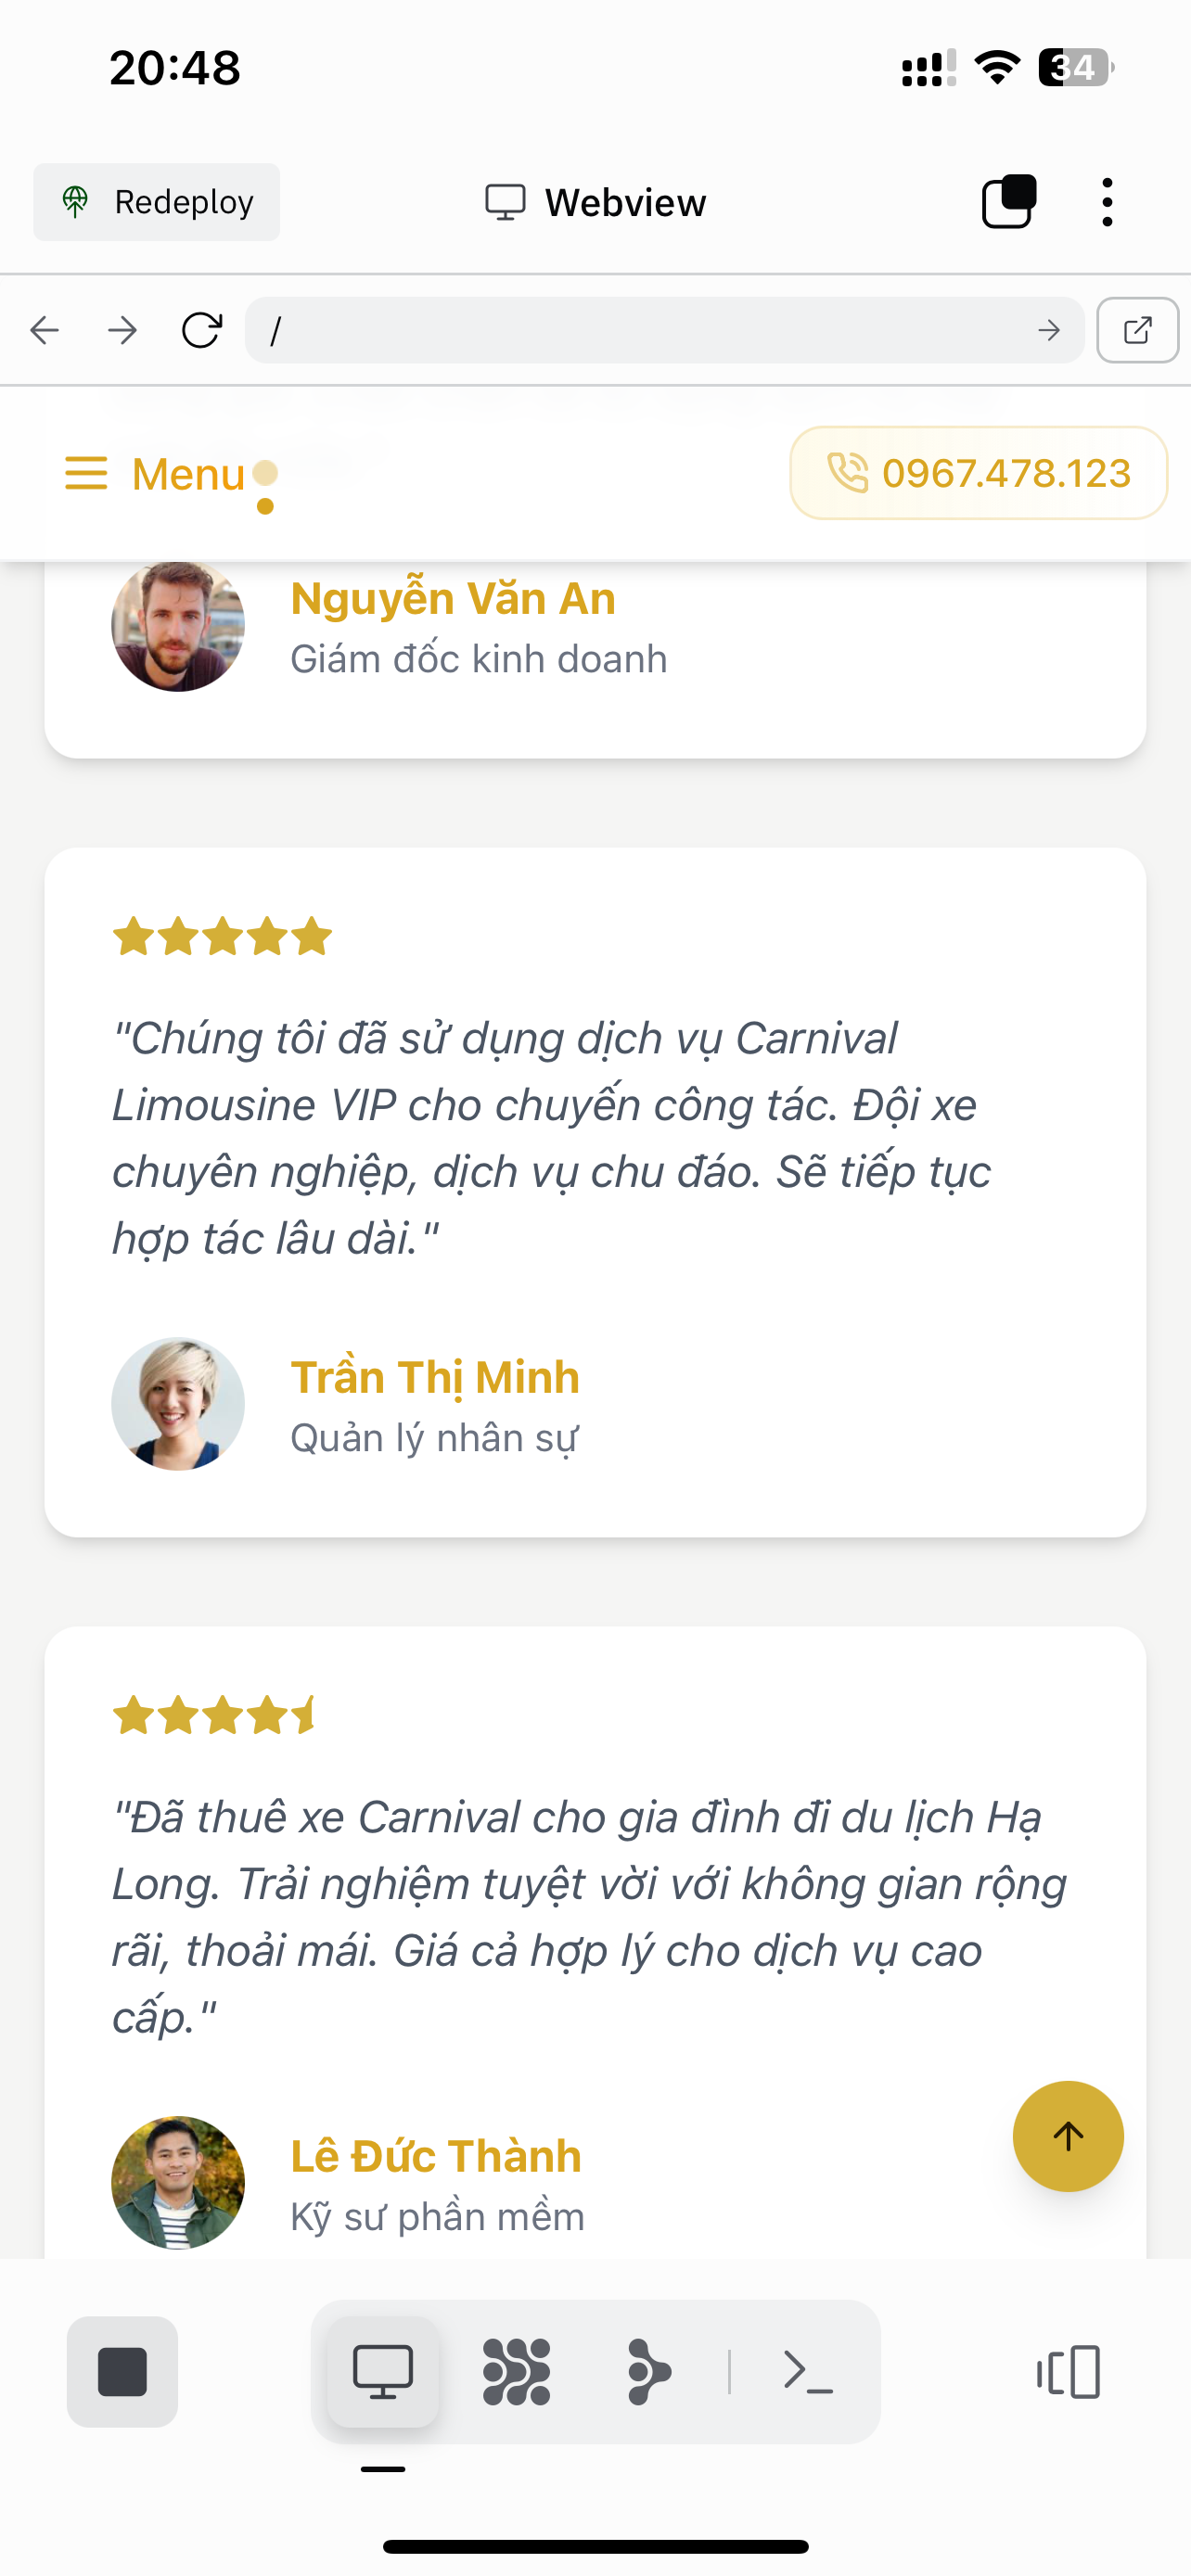 20:48
34
Redeploy
Webview
/
Menu
0967.478.123
Nguyễn Văn An
Giám đốc kinh doanh
"Chúng tôi đã sử dụng dịch vụ Carnival
Limousine VIP cho chuyến công tác. Đội xe
chuyên nghiệp, dịch vụ chu đáo. Sẽ tiếp tục
hợp tác lâu dài."
Trần Thị Minh
Quản lý nhân sự
"Đã thuê xe Carnival cho gia đình đi du lịch Hạ
Long. Trải nghiệm tuyệt vời với không gian rộng
rãi, thoải mái. Giá cả hợp lý cho dịch vụ cao
cấp."
Lê Đức Thành
Kỹ sư phần mềm